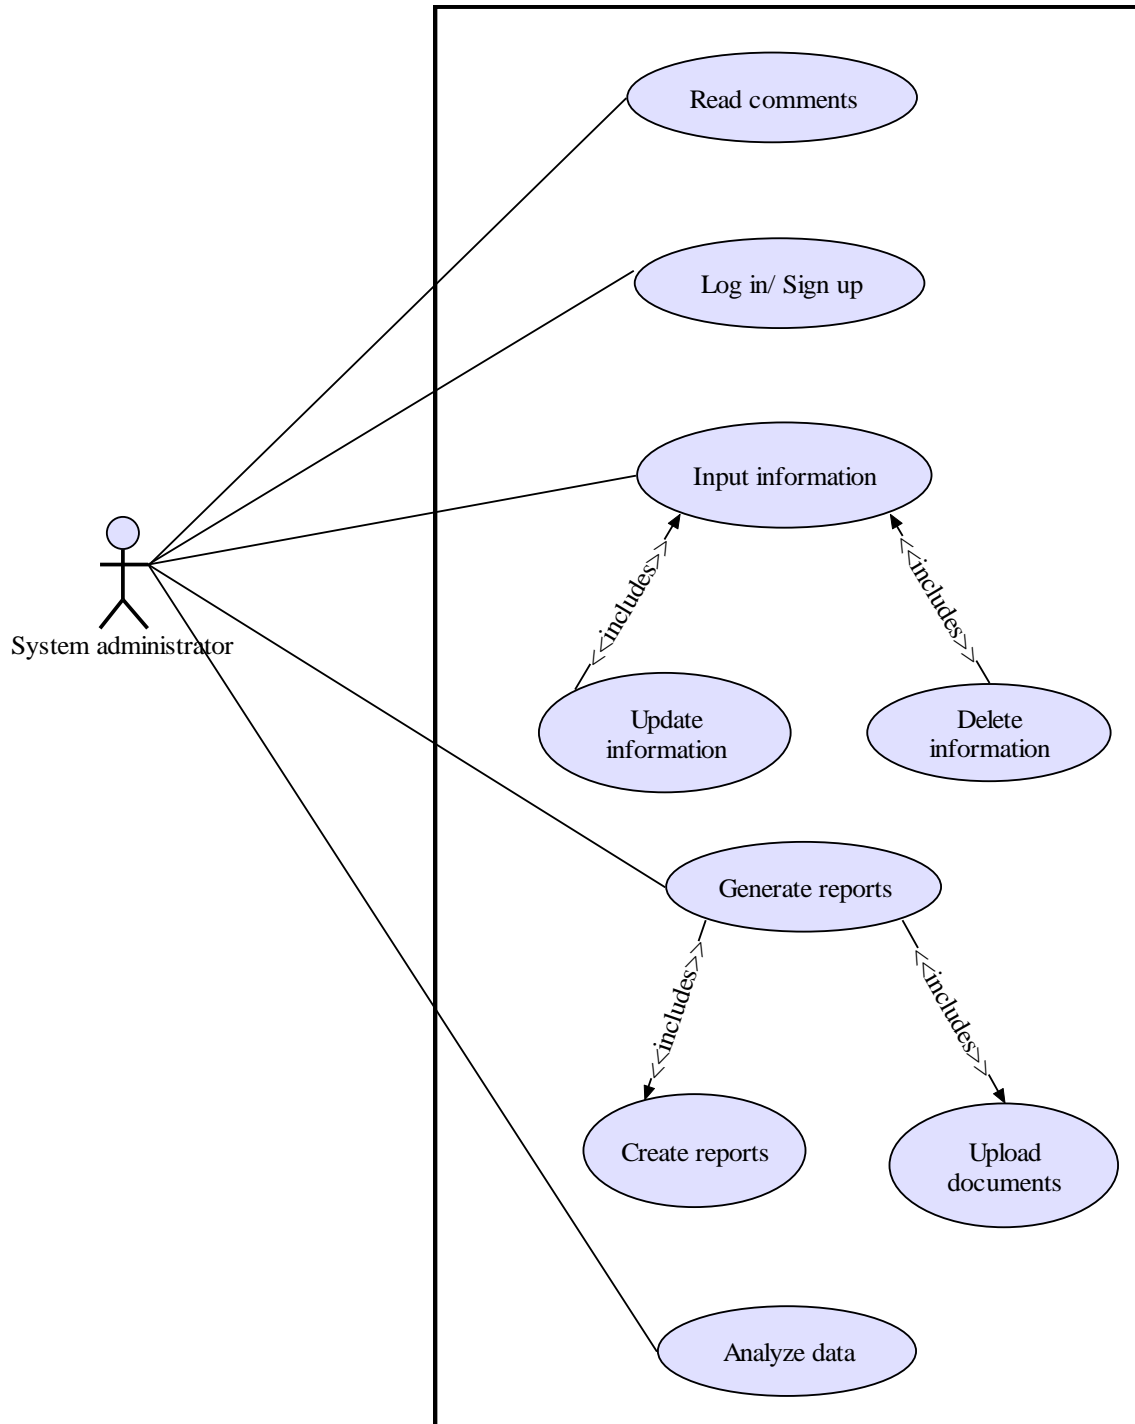 Read comments
Log in/ Sign up
Input information
<<includes>>
<<includes>>
System administrator
Update
information
Delete
information
Generate reports
<<includes>>
<<includes>>
Create reports
Upload
documents
Analyze data